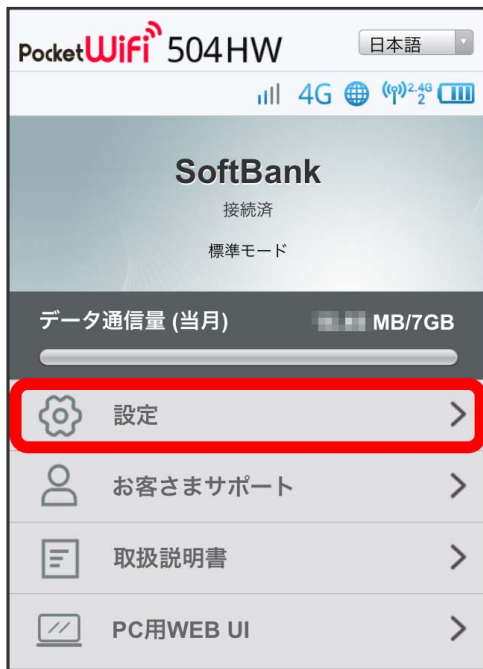 Pocket WiFi 504HW
日本語
4G 2.4G 2
SoftBank
接続済
標準モード
データ通信量 (当月) MB/7GB
設定
お客さまサポート
取扱説明書
PC用WEB UI